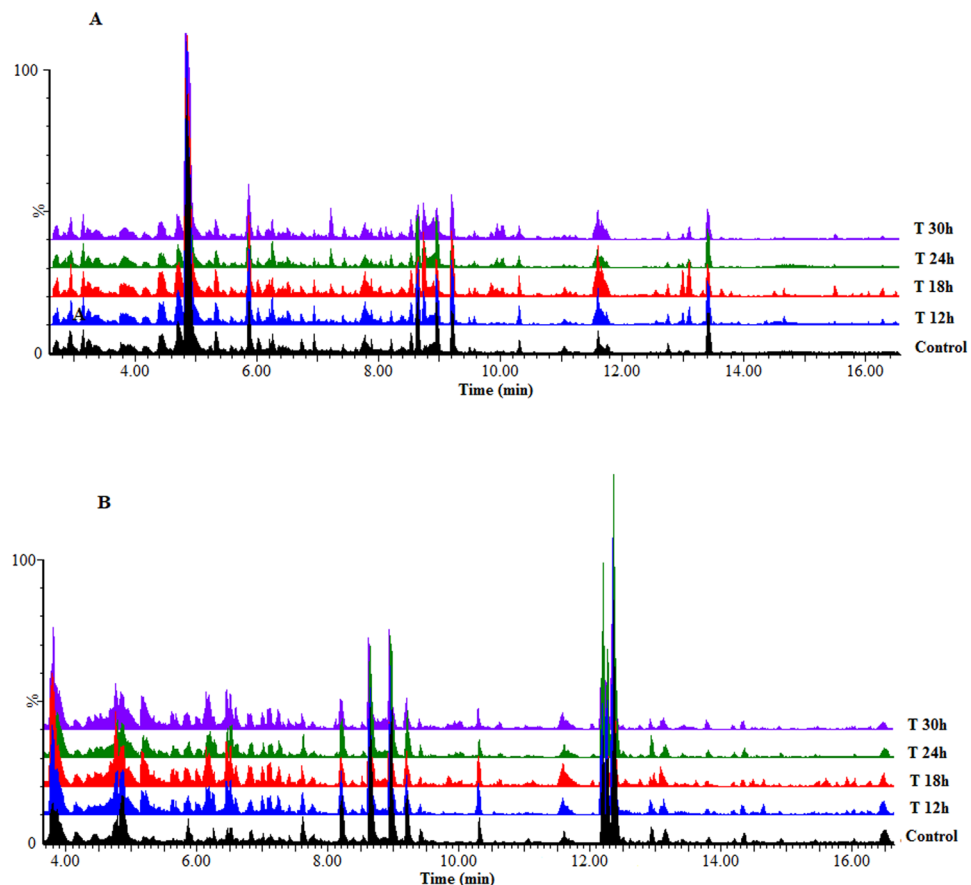 A
100
%
T 30h
T 24h
T 18h
A
T 12h
0
Control
4.00 6.00 8.00 10.00 12.00 14.00 16.00
Time (min)
B
100
%
T 30h
T 24h
T 18h
T 12h
0
Control
4.00 6.00 8.00 10.00 12.00 14.00 16.00
Time (min)